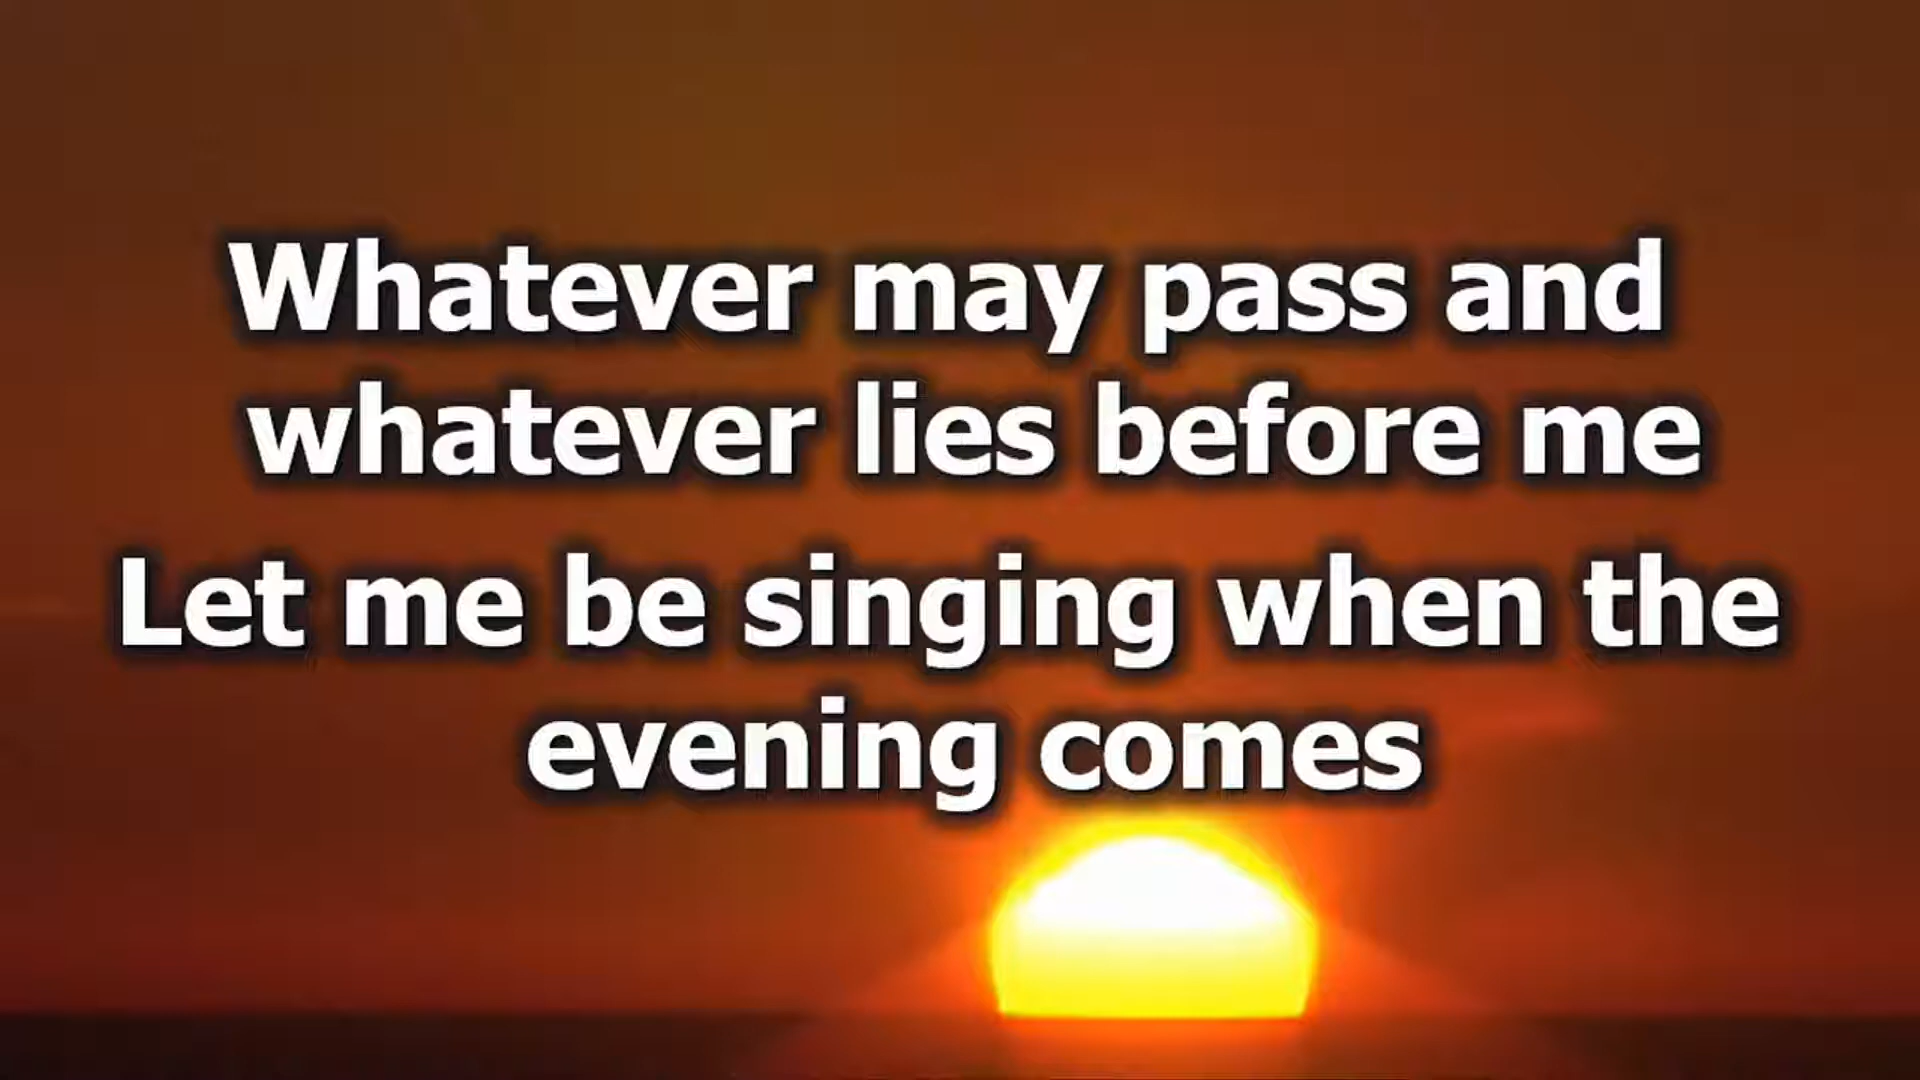 Whatever may pass and
whatever lies before me
Let me be singing when the
evening comes